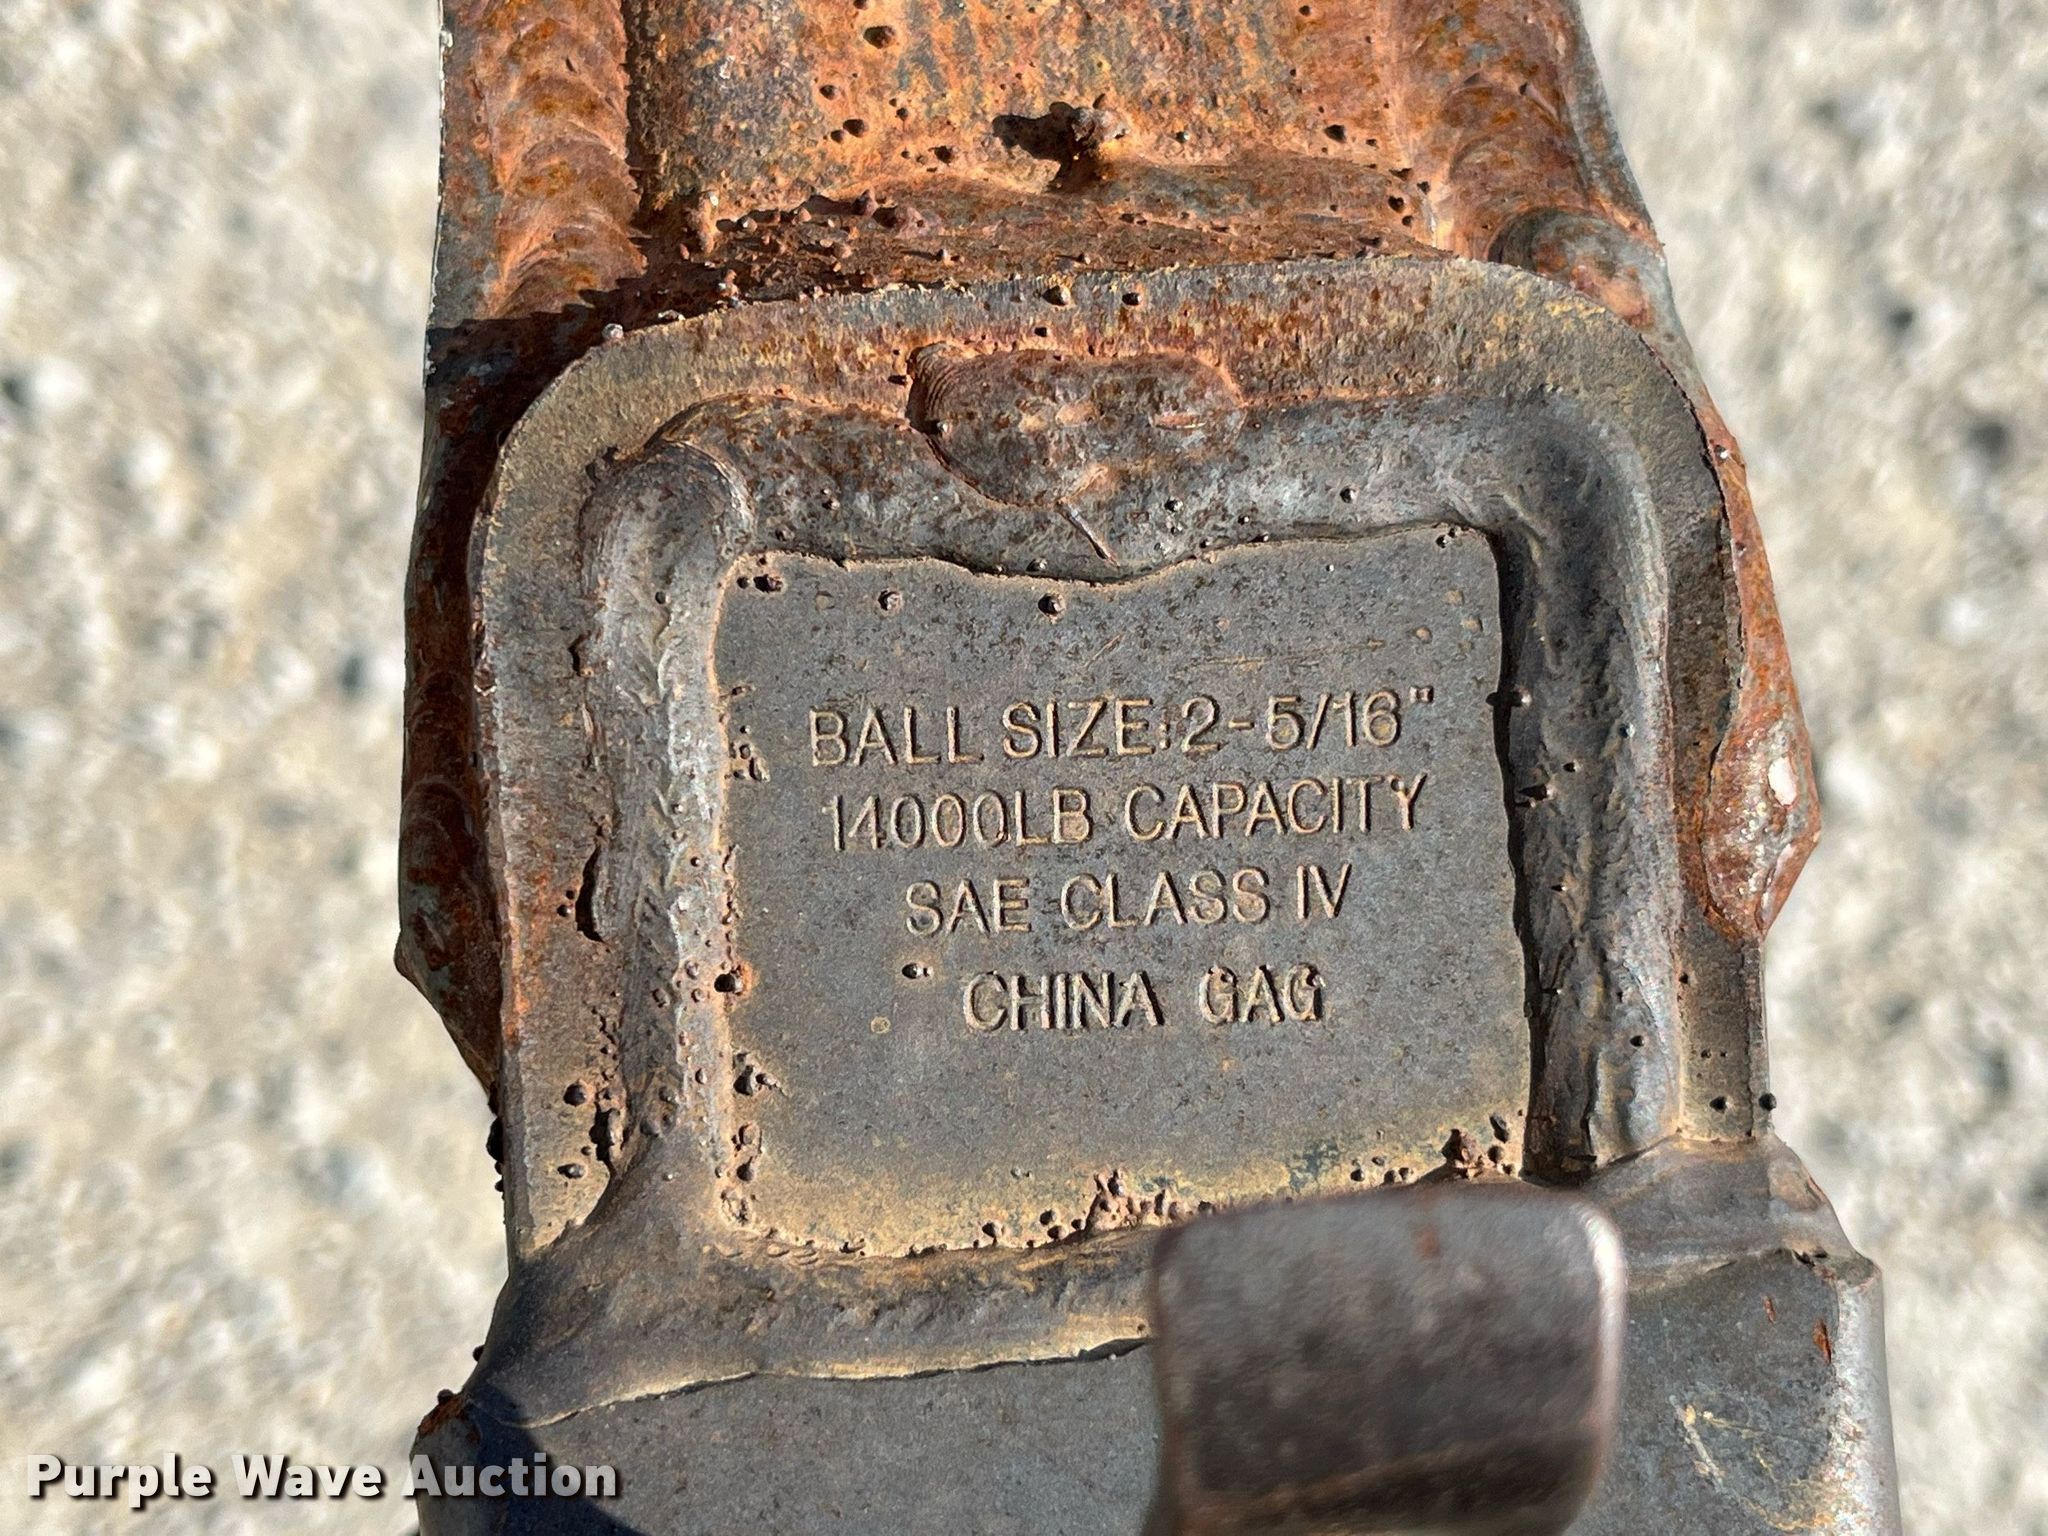 BALL SIZE:2-5/16"
14000LB CAPACITY
SAE CLASS IV
CHINA GAG
Purple Wave Auction